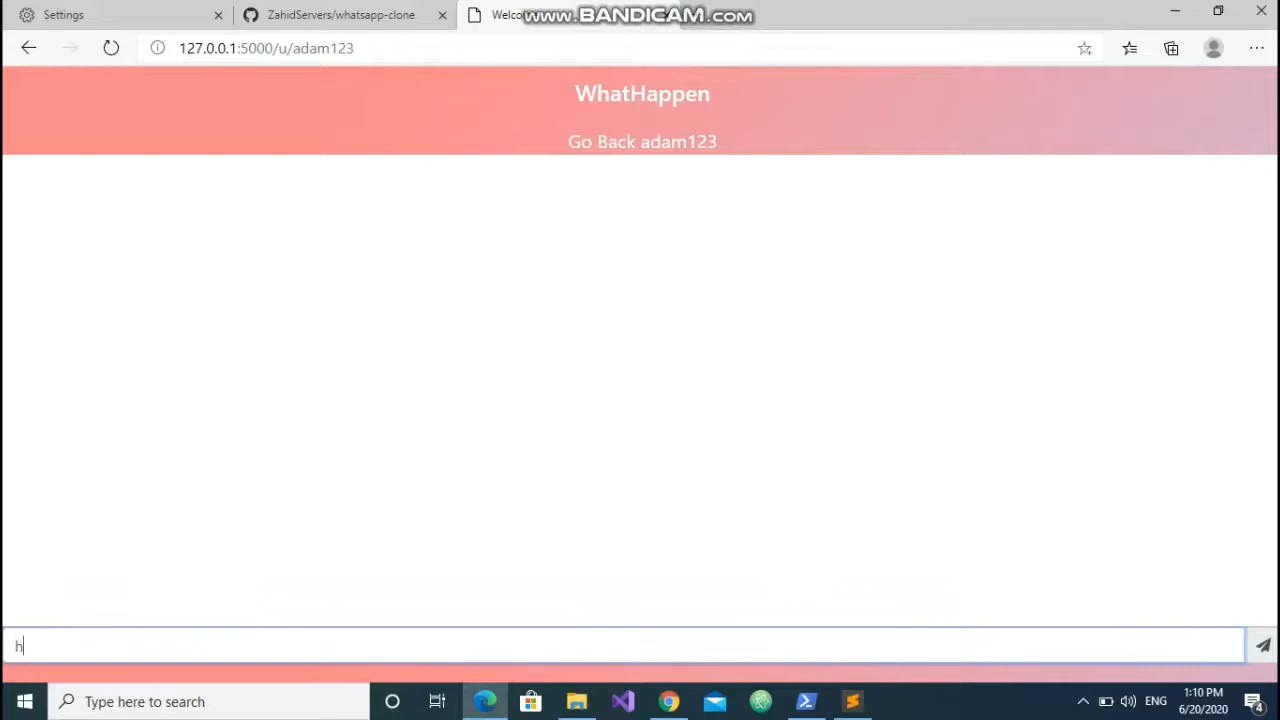 Settings
ZahidServers/whatsapp-clone
Welco
www.BANDICAM.com
127.0.0.1:5000/u/adam123
WhatHappen
Go Back adam123
h
Type here to search
ENG
1:10 PM
6/20/2020
4